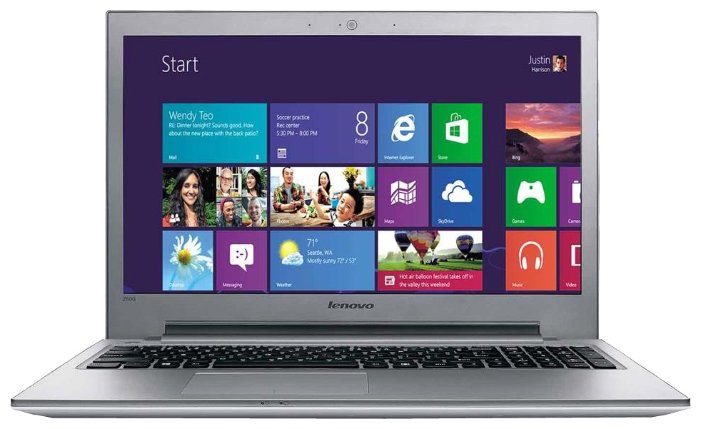 Start
Justin
Harrison
Wendy Teo
RE: Dinner tonight? Sounds good. How
about the new place with the back patio?
Mail
8
Soccer practice
Rec center
5:30 PM – 8:00 PM
8
Friday
Internet Explorer
Store
Bing
Photos
Maps
SkyDrive
Games
Camera
Desktop
Messaging
71°
Seattle, WA
Mostly sunny 72° / 53°
Weather
Hot air balloon festival takes off in
the valley this weekend
Music
Video
lenovo